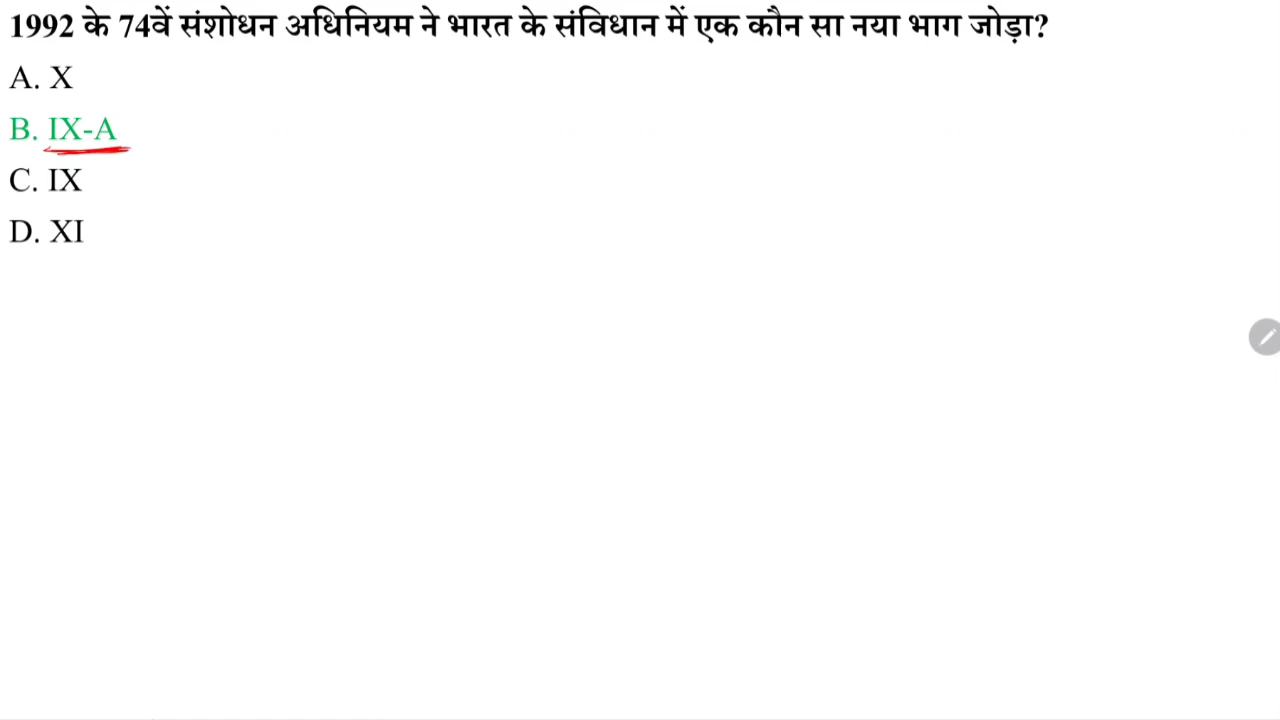 1992 के 74वें संशोधन अधिनियम ने भारत के संविधान में एक कौन सा नया भाग जोड़ा?
A. X
B. IX-A
C. IX
D. XI